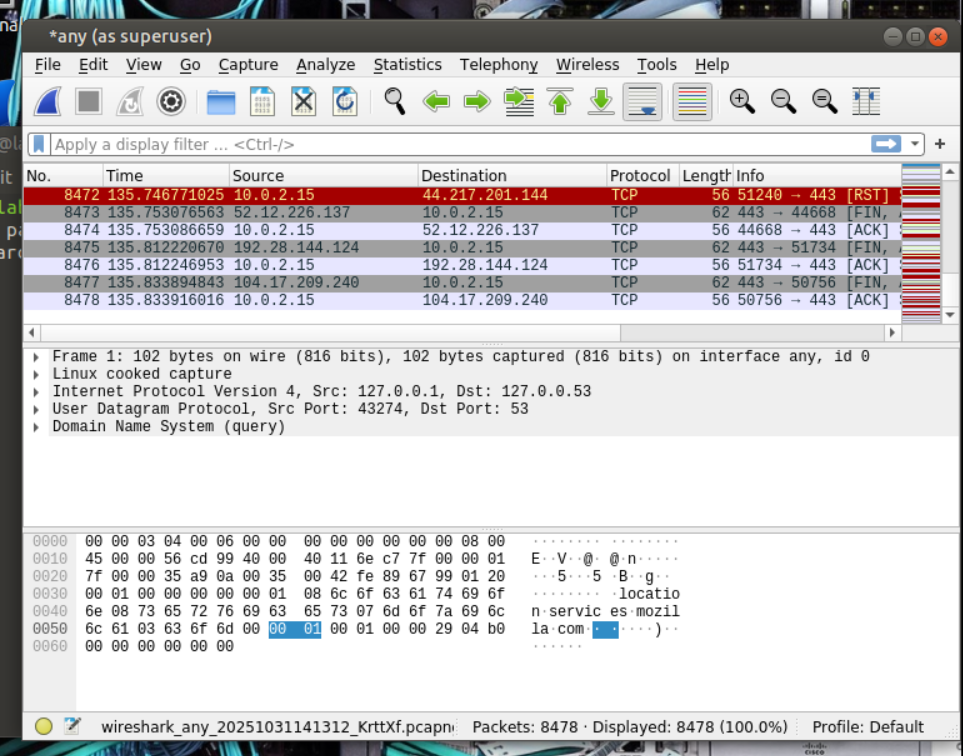 *any (as superuser)
File Edit View Go Capture Analyze Statistics Telephony Wireless Tools Help
Apply a display filter ... <Ctrl-/>
No. Time Source Destination Protocol Length Info
8472 135.746771025 10.0.2.15 44.217.201.144 TCP 56 51240 → 443 [RST]
8473 135.753076563 52.12.226.137 10.0.2.15 TCP 62 443 → 44668 [FIN,
8474 135.753086659 10.0.2.15 52.12.226.137 TCP 56 44668 → 443 [ACK]
8475 135.812220670 192.28.144.124 10.0.2.15 TCP 62 443 → 51734 [FIN,
8476 135.812246953 10.0.2.15 192.28.144.124 TCP 56 51734 → 443 [ACK]
8477 135.833894843 104.17.209.240 10.0.2.15 TCP 62 443 → 50756 [FIN,
8478 135.833916016 10.0.2.15 104.17.209.240 TCP 56 50756 → 443 [ACK]
Frame 1: 102 bytes on wire (816 bits), 102 bytes captured (816 bits) on interface any, id 0
Linux cooked capture
Internet Protocol Version 4, Src: 127.0.0.1, Dst: 127.0.0.53
User Datagram Protocol, Src Port: 43274, Dst Port: 53
Domain Name System (query)
0000 00 00 03 04 00 06 00 00 00 00 00 00 00 00 08 00 ········ ········
0010 45 00 00 56 cd 99 40 00 40 11 6e c7 7f 00 00 01 E··V··@· @·n·····
0020 7f 00 00 35 a9 0a 00 35 00 42 fe 89 67 99 01 20 ···5···5 ·B··g··
0030 00 01 00 00 00 00 00 01 08 6c 6f 63 61 74 69 6f ········ ·locatio
0040 6e 08 73 65 72 76 69 63 65 73 07 6d 6f 7a 69 6c n·servic es·mozil
0050 6c 61 03 63 6f 6d 00 00 01 00 01 00 00 29 04 b0 la·com·· ·····)··
0060 00 00 00 00 00 00 ······
wireshark_any_20251031141312_KrttXf.pcapn Packets: 8478 · Displayed: 8478 (100.0%) Profile: Default